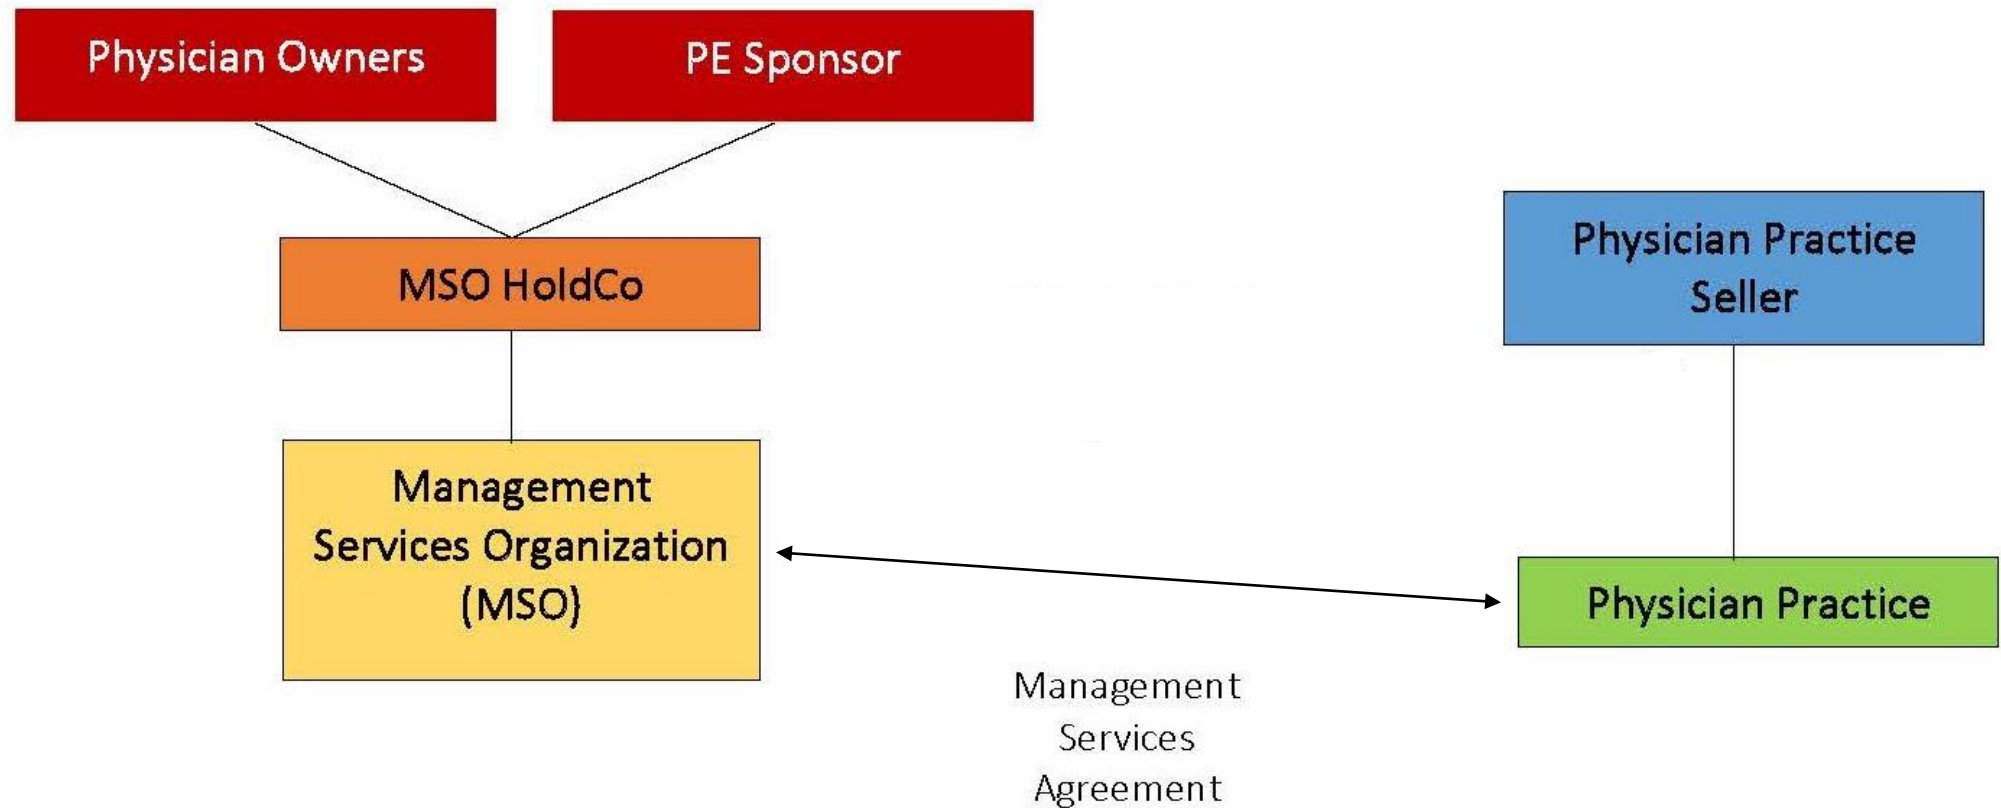 Physician Owners
PE Sponsor
MSO HoldCo
Physician Practice
Seller
Management
Services Organization
(MSO)
Physician Practice
Management
Services
Agreement